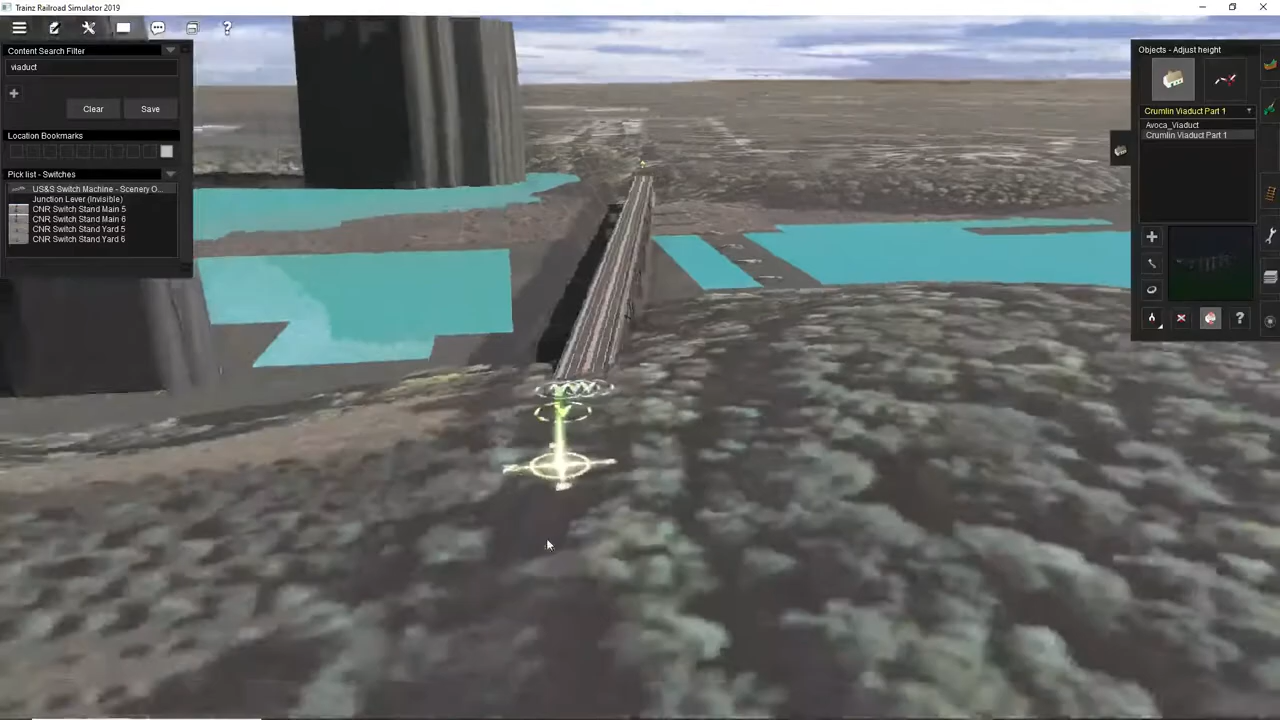 Trainz Railroad Simulator 2019
Content Search Filter
viaduct
Clear
Save
Location Bookmarks
Pick list - Switches
US&S Switch Machine - Scenery O...
Junction Lever (Invisible)
CNR Switch Stand Main 5
CNR Switch Stand Main 6
CNR Switch Stand Yard 5
CNR Switch Stand Yard 6
Objects - Adjust height
Crumlin Viaduct Part 1
Avoca_Viaduct
Crumlin Viaduct Part 1